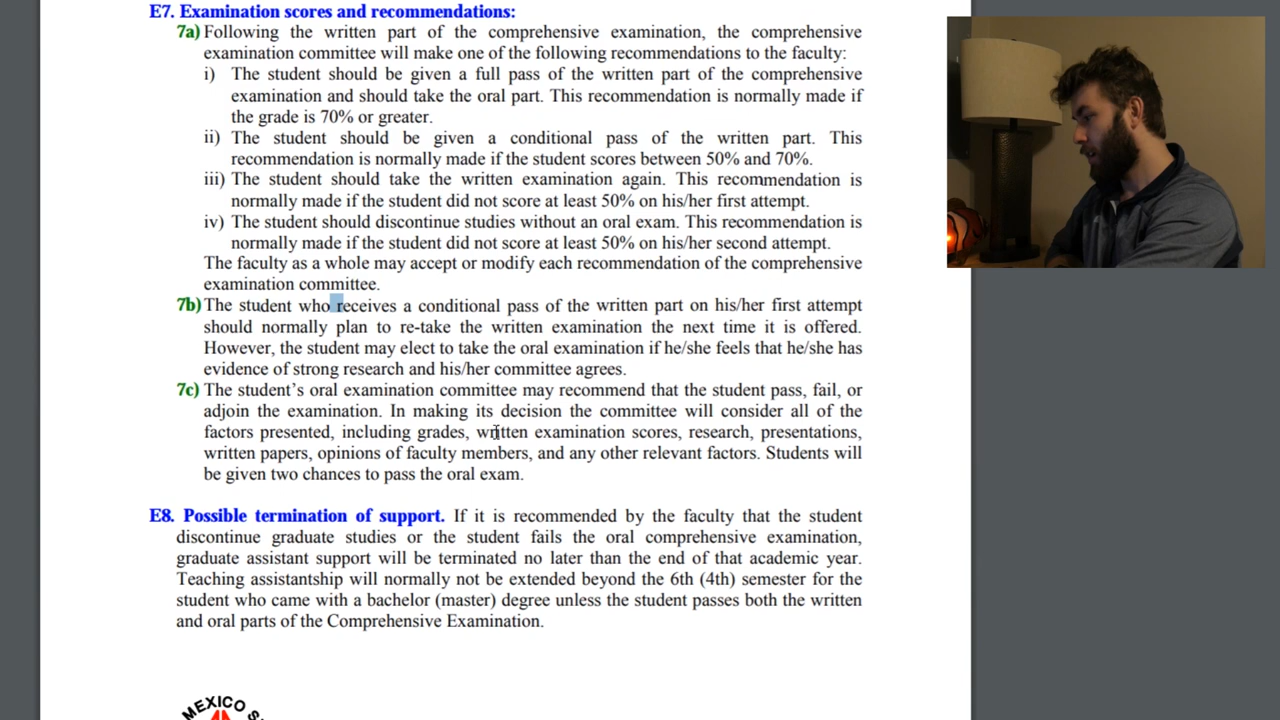 E7. Examination scores and recommendations:
7a) Following the written part of the comprehensive examination, the comprehensive
examination committee will make one of the following recommendations to the faculty:
i) The student should be given a full pass of the written part of the comprehensive
examination and should take the oral part. This recommendation is normally made if
the grade is 70% or greater.
ii) The student should be given a conditional pass of the written part. This
recommendation is normally made if the student scores between 50% and 70%.
iii) The student should take the written examination again. This recommendation is
normally made if the student did not score at least 50% on his/her first attempt.
iv) The student should discontinue studies without an oral exam. This recommendation is
normally made if the student did not score at least 50% on his/her second attempt.
The faculty as a whole may accept or modify each recommendation of the comprehensive
examination committee.
7b) The student who receives a conditional pass of the written part on his/her first attempt
should normally plan to re-take the written examination the next time it is offered.
However, the student may elect to take the oral examination if he/she feels that he/she has
evidence of strong research and his/her committee agrees.
7c) The student’s oral examination committee may recommend that the student pass, fail, or
adjoin the examination. In making its decision the committee will consider all of the
factors presented, including grades, written examination scores, research, presentations,
written papers, opinions of faculty members, and any other relevant factors. Students will
be given two chances to pass the oral exam.
E8. Possible termination of support. If it is recommended by the faculty that the student
discontinue graduate studies or the student fails the oral comprehensive examination,
graduate assistant support will be terminated no later than the end of that academic year.
Teaching assistantship will normally not be extended beyond the 6th (4th) semester for the
student who came with a bachelor (master) degree unless the student passes both the written
and oral parts of the Comprehensive Examination.
MEXICO S